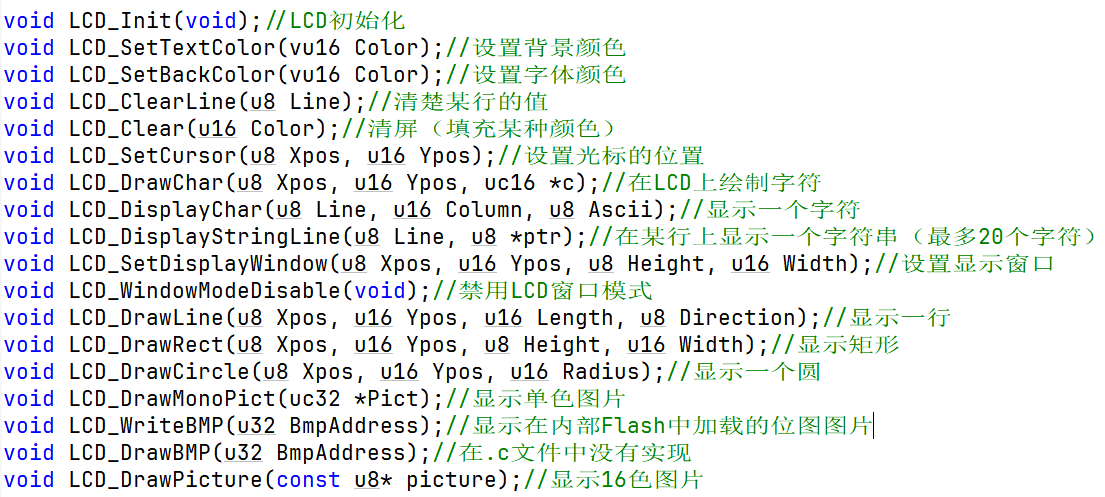 void LCD_Init(void);//LCD初始化
void LCD_SetTextColor(vu16 Color);//设置背景颜色
void LCD_SetBackColor(vu16 Color);//设置字体颜色
void LCD_ClearLine(u8 Line);//清楚某行的值
void LCD_Clear(u16 Color);//清屏（填充某种颜色）
void LCD_SetCursor(u8 Xpos, u16 Ypos);//设置光标的位置
void LCD_DrawChar(u8 Xpos, u16 Ypos, uc16 *c);//在LCD上绘制字符
void LCD_DisplayChar(u8 Line, u16 Column, u8 Ascii);//显示一个字符
void LCD_DisplayStringLine(u8 Line, u8 *ptr);//在某行上显示一个字符串（最多20个字符）
void LCD_SetDisplayWindow(u8 Xpos, u16 Ypos, u8 Height, u16 Width);//设置显示窗口
void LCD_WindowModeDisable(void);//禁用LCD窗口模式
void LCD_DrawLine(u8 Xpos, u16 Ypos, u16 Length, u8 Direction);//显示一行
void LCD_DrawRect(u8 Xpos, u16 Ypos, u8 Height, u16 Width);//显示矩形
void LCD_DrawCircle(u8 Xpos, u16 Ypos, u16 Radius);//显示一个圆
void LCD_DrawMonoPict(uc32 *Pict);//显示单色图片
void LCD_WriteBMP(u32 BmpAddress);//显示在内部Flash中加载的位图图片
void LCD_DrawBMP(u32 BmpAddress);//在.c文件中没有实现
void LCD_DrawPicture(const u8* picture);//显示16色图片